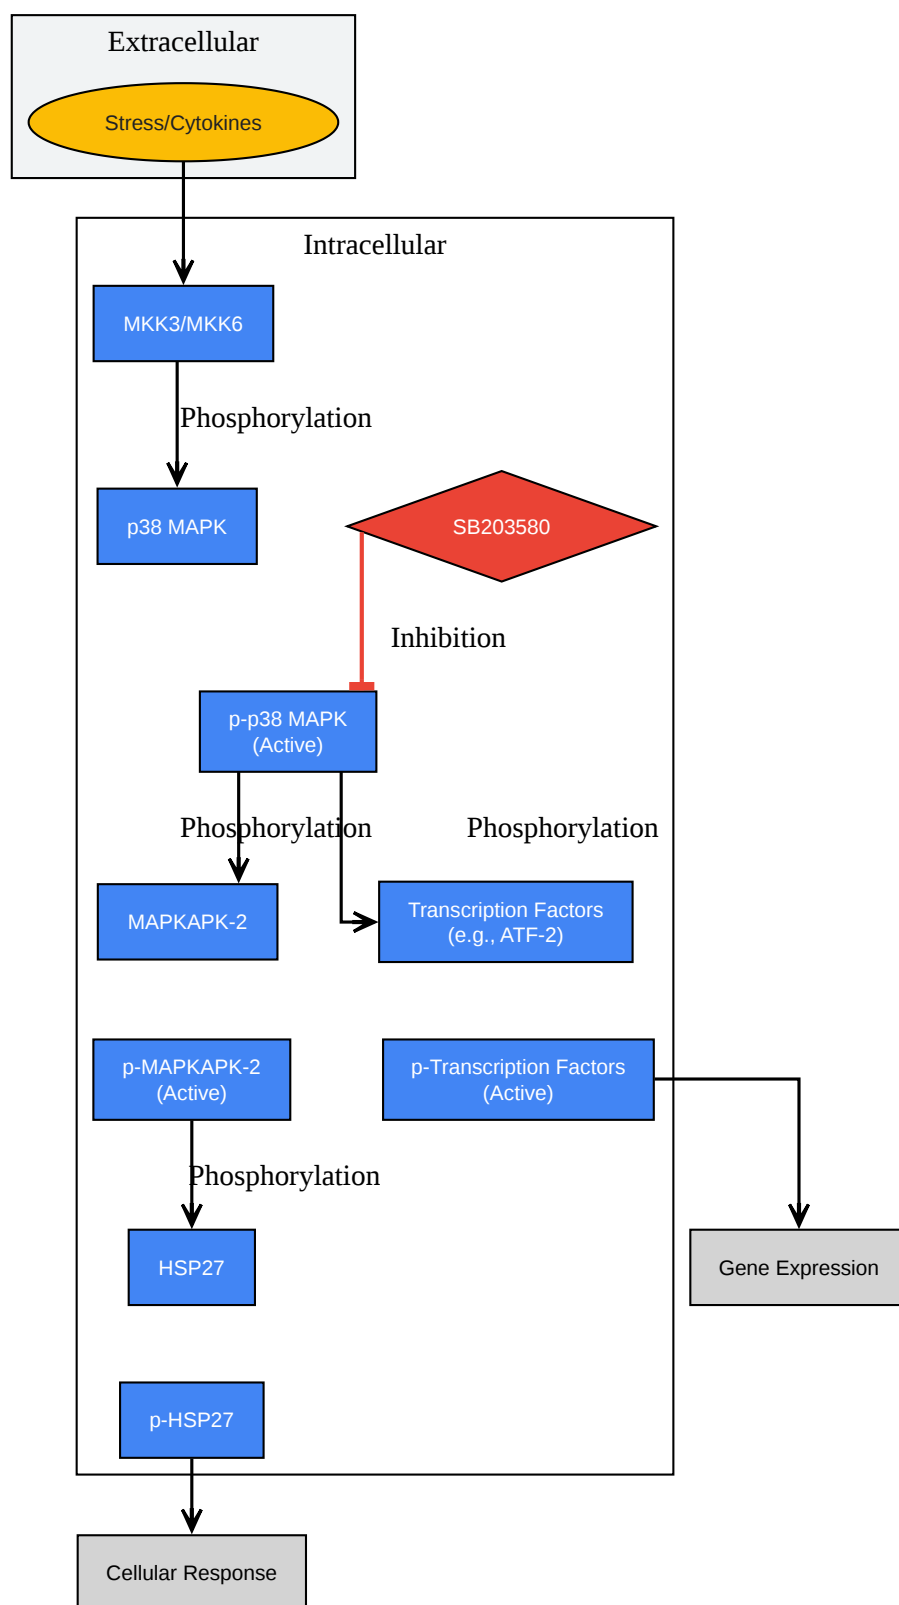 Extracellular
Stress/Cytokines
Intracellular
MKK3/MKK6
Phosphorylation
p38 MAPK
SB203580
Inhibition
p-p38 MAPK
(Active)
Phosphorylation
Phosphorylation
MAPKAPK-2
Transcription Factors
(e.g., ATF-2)
p-MAPKAPK-2
(Active)
p-Transcription Factors
(Active)
Phosphorylation
HSP27
Gene Expression
p-HSP27
Cellular Response